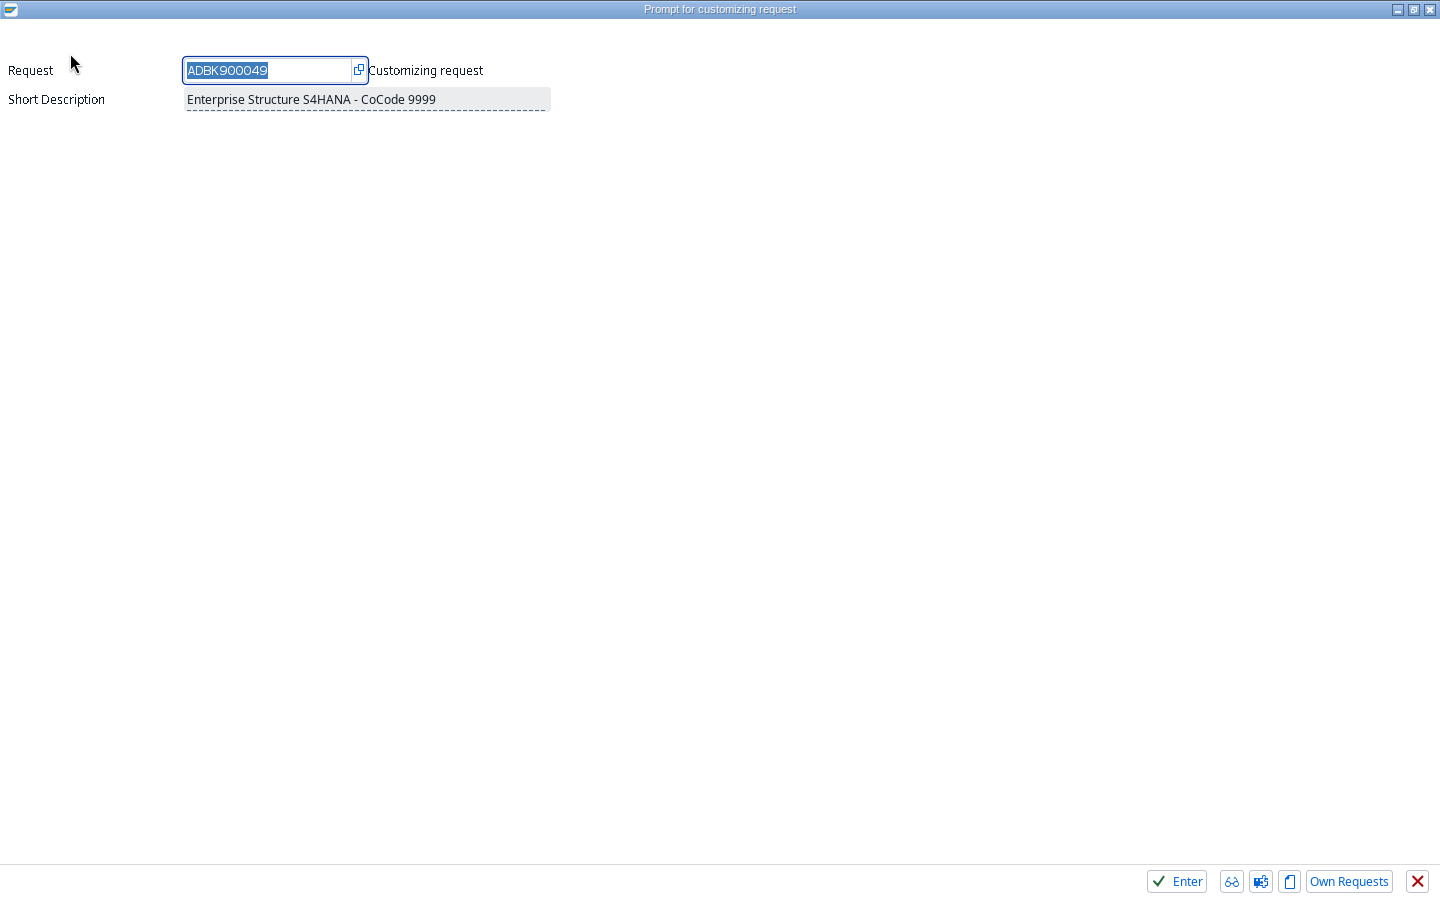 Prompt for customizing request
Request ADBK900049 Customizing request
Short Description Enterprise Structure S4HANA - CoCode 9999
Enter Own Requests